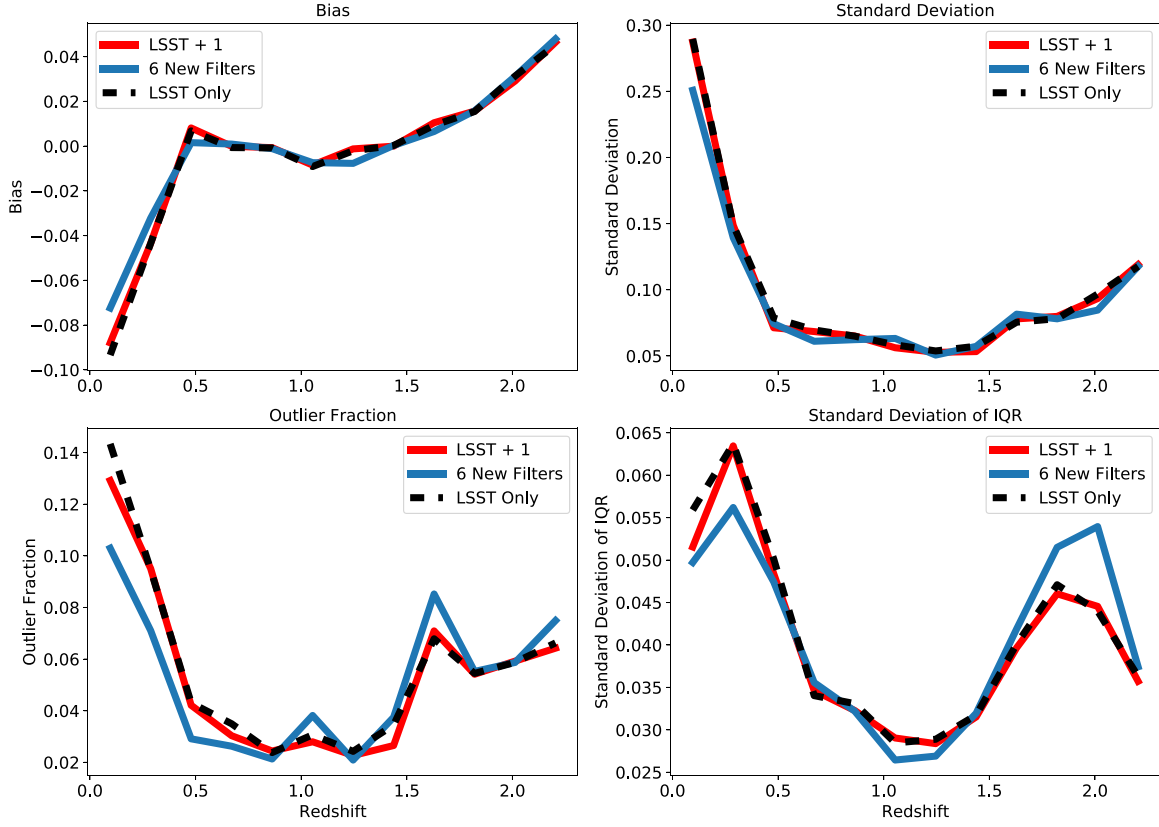 Bias
LSST + 1
6 New Filters
LSST Only
Bias
0.04
0.02
0.00
−0.02
−0.04
−0.06
−0.08
−0.10
0.0 0.5 1.0 1.5 2.0
Standard Deviation
LSST + 1
6 New Filters
LSST Only
Standard Deviation
0.30
0.25
0.20
0.15
0.10
0.05
0.0 0.5 1.0 1.5 2.0
Outlier Fraction
LSST + 1
6 New Filters
LSST Only
Outlier Fraction
0.14
0.12
0.10
0.08
0.06
0.04
0.02
0.0 0.5 1.0 1.5 2.0
Redshift
Standard Deviation of IQR
LSST + 1
6 New Filters
LSST Only
Standard Deviation of IQR
0.065
0.060
0.055
0.050
0.045
0.040
0.035
0.030
0.025
0.0 0.5 1.0 1.5 2.0
Redshift